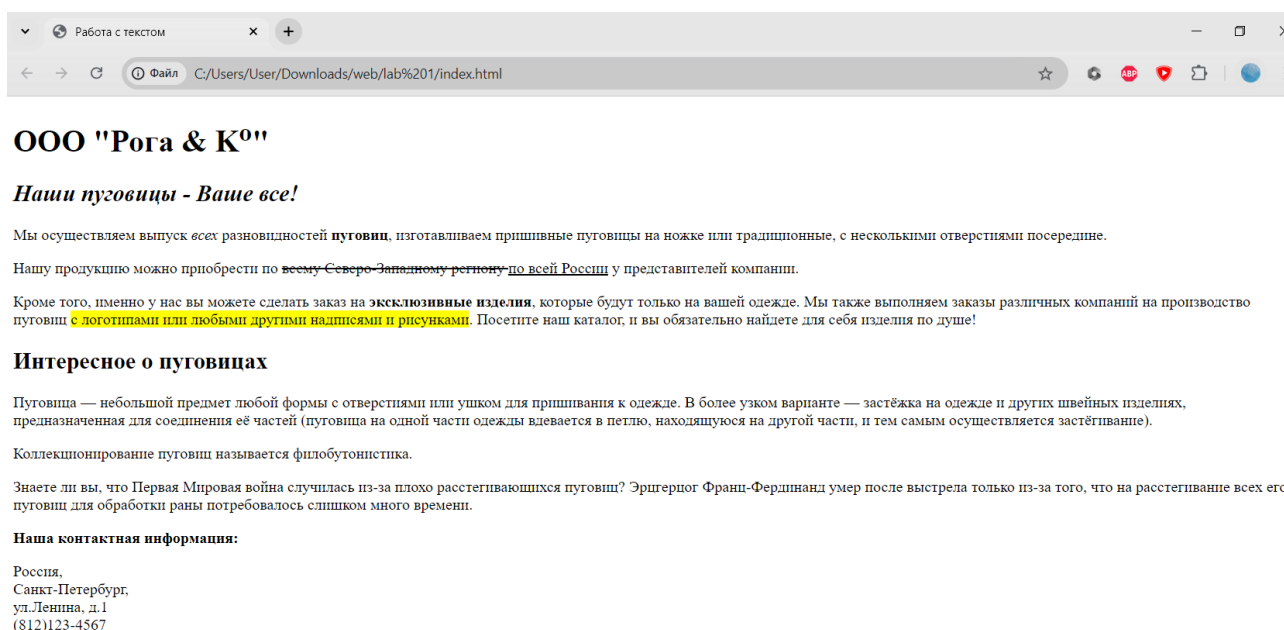 Работа с текстом
Файл C:/Users/User/Downloads/web/lab%201/index.html
ABP
ООО "Рога & Kº"
Наши пуговицы - Ваше все!
Мы осуществляем выпуск всех разновидностей пуговиц, изготавливаем пришивные пуговицы на ножке или традиционные, с несколькими отверстиями посередине.
Нашу продукцию можно приобрести по всему Северо-Западному региону по всей России у представителей компании.
Кроме того, именно у нас вы можете сделать заказ на эксклюзивные изделия, которые будут только на вашей одежде. Мы также выполняем заказы различных компаний на производство
пуговиц с логотипами или любыми другими надписями и рисунками. Посетите наш каталог, и вы обязательно найдете для себя изделия по душе!
Интересное о пуговицах
Пуговица — небольшой предмет любой формы с отверстиями или ушком для пришивания к одежде. В более узком варианте — застёжка на одежде и других швейных изделиях,
предназначенная для соединения её частей (пуговица на одной части одежды вдевается в петлю, находящуюся на другой части, и тем самым осуществляется застёгивание).
Коллекционирование пуговиц называется филобутонистика.
Знаете ли вы, что Первая Мировая война случилась из-за плохо расстегивающихся пуговиц? Эрцгерцог Франц-Фердинанд умер после выстрела только из-за того, что на расстегивание всех его
пуговиц для обработки раны потребовалось слишком много времени.
Наша контактная информация:
Россия,
Санкт-Петербург,
ул.Ленина, д.1
(812)123-4567